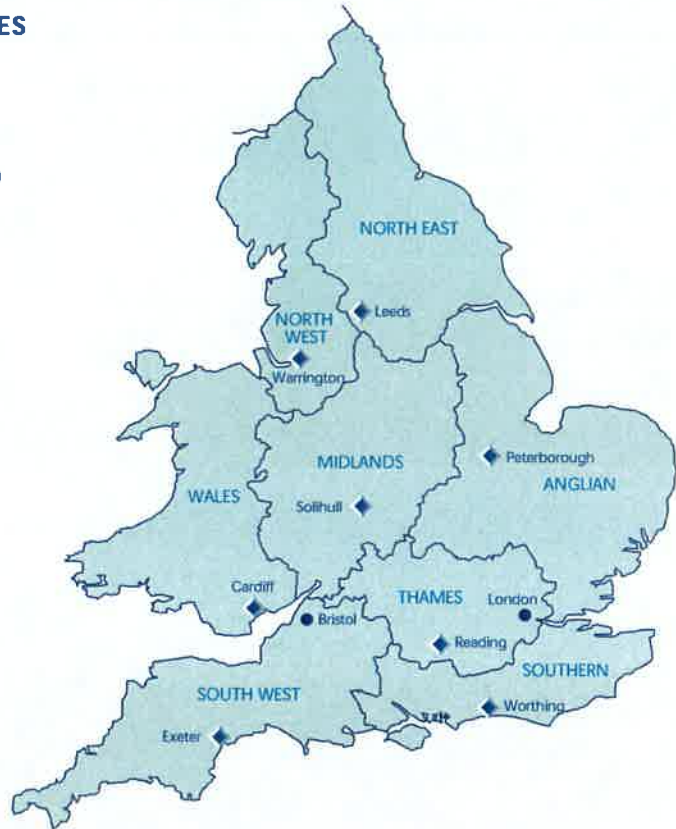 ES
NORTH EAST
Leeds
NORTH
WEST
Warrington
MIDLANDS
Peterborough
ANGLIAN
WALES
Solihull
Cardiff
THAMES
London
Bristol
Reading
SOUTHERN
SOUTH WEST
Worthing
Exeter